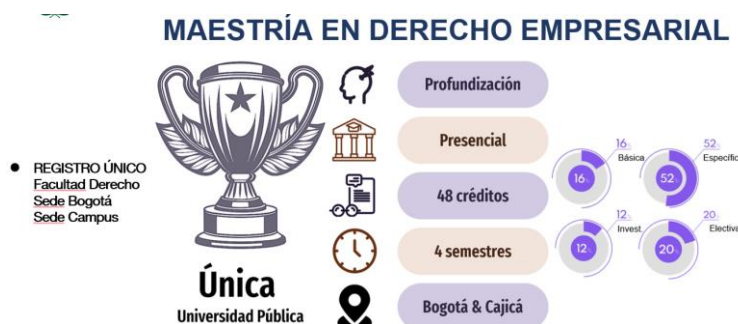 MAESTRÍA EN DERECHO EMPRESARIAL
● REGISTRO ÚNICO
Facultad Derecho
Sede Bogotá
Sede Campus
Única
Universidad Pública
Profundización
Presencial
48 créditos
4 semestres
Bogotá & Cajicá
16%
Básica
16%
52%
Específic
52%
12%
Invest.
12%
20%
Electiva
20%